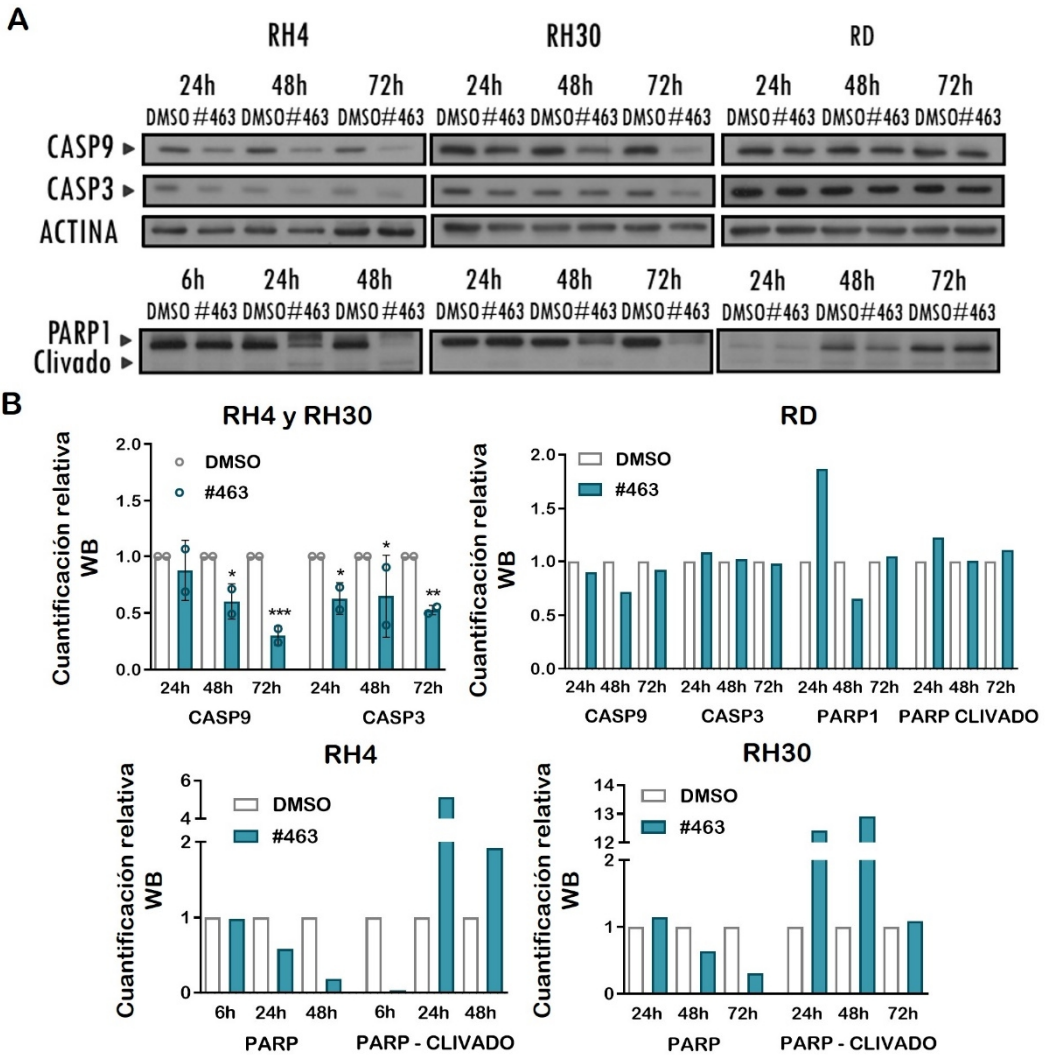 A
RH4 RH30 RD
24h 48h 72h 24h 48h 72h 24h 48h 72h
DMSO #463 DMSO #463 DMSO #463 DMSO #463 DMSO #463 DMSO #463 DMSO #463 DMSO #463 DMSO #463
CASP9
CASP3
ACTINA
6h 24h 48h 24h 48h 72h 24h 48h 72h
DMSO #463 DMSO #463 DMSO #463 DMSO #463 DMSO #463 DMSO #463 DMSO #463 DMSO #463 DMSO #463
PARP1
Clivado
B
RH4 y RH30
Cuantificación relativa
WB
2.0
1.5
1.0
0.5
0.0
DMSO
#463
* *** * * **
24h 48h 72h 24h 48h 72h
CASP9 CASP3
RD
Cuantificación relativa
WB
2.0
1.5
1.0
0.5
0.0
DMSO
#463
24h 48h 72h 24h 48h 72h 24h 48h 72h 24h 48h 72h
CASP9 CASP3 PARP1 PARP CLIVADO
RH4
Cuantificación relativa
WB
6
4
2
1
0
DMSO
#463
6h 24h 48h 6h 24h 48h
PARP PARP - CLIVADO
RH30
Cuantificación relativa
WB
14
13
12
2
1
0
DMSO
#463
24h 48h 72h 24h 48h 72h
PARP PARP - CLIVADO